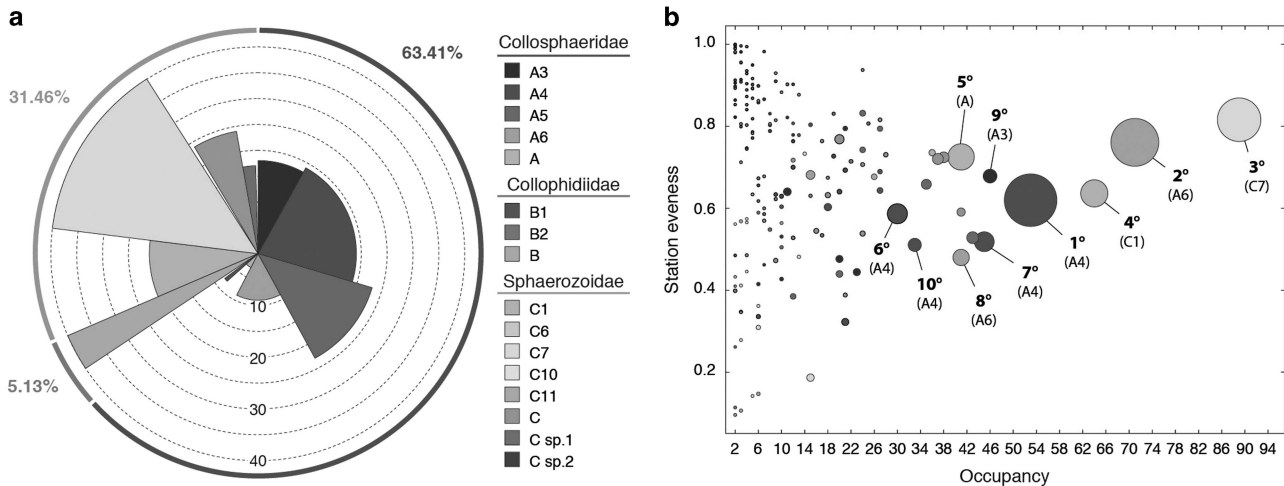 a
63.41%
31.46%
5.13%
10
20
30
40
Collosphaeridae
A3
A4
A5
A6
A
Collophidiidae
B1
B2
B
Sphaerozoidae
C1
C6
C7
C10
C11
C
C sp.1
C sp.2
b
Station eveness
1.0
0.8
0.6
0.4
0.2
5°
(A)
9°
(A3)
2°
(A6)
3°
(C7)
4°
(C1)
1°
(A4)
6°
(A4)
10°
(A4)
8°
(A6)
7°
(A4)
2 6 10 14 18 22 26 30 34 38 42 46 50 54 58 62 66 70 74 78 82 86 90 94
Occupancy